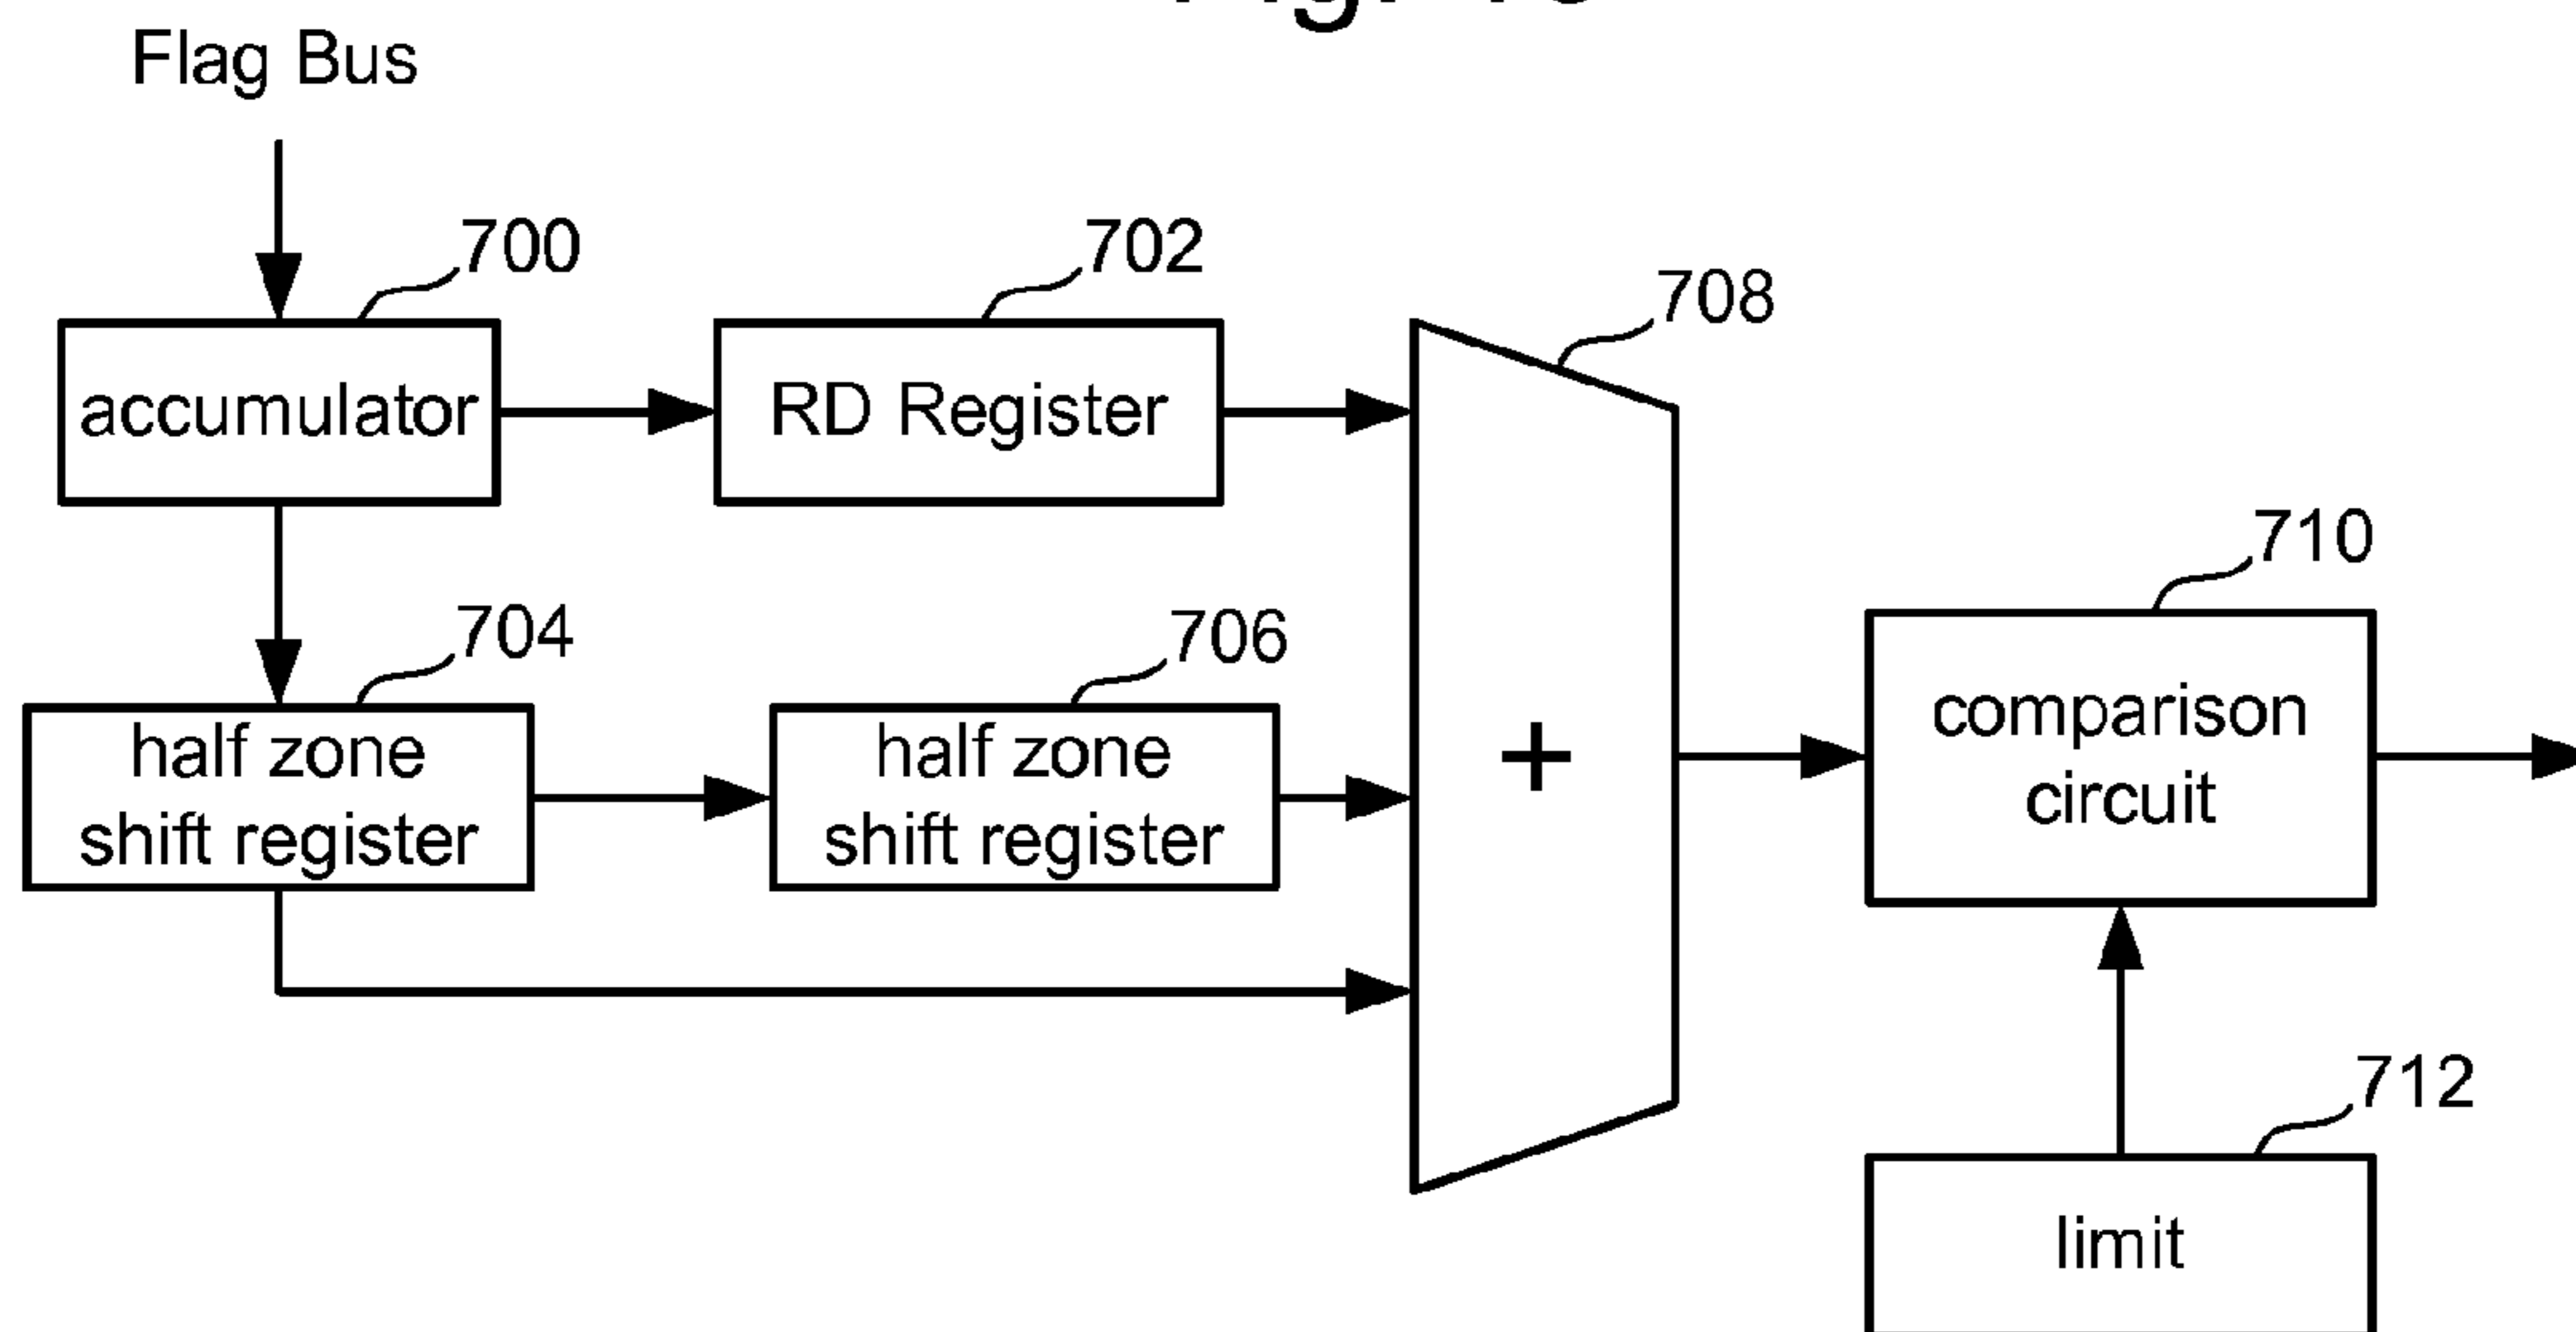 Flag Bus
700
702
708
accumulator
RD Register
710
704
706
half zone
shift register
half zone
shift register
+
comparison
circuit
712
limit